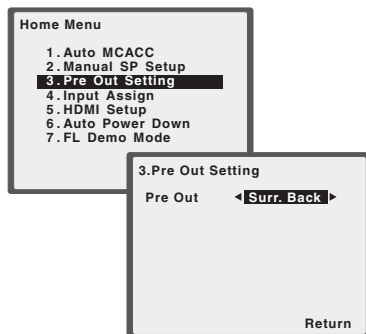 Home Menu
1.Auto MCACC
2.Manual SP Setup
3.Pre Out Setting
4.Input Assign
5.HDMI Setup
6.Auto Power Down
7.FL Demo Mode
3.Pre Out Setting
Pre Out ◄ Surr. Back ►
Return